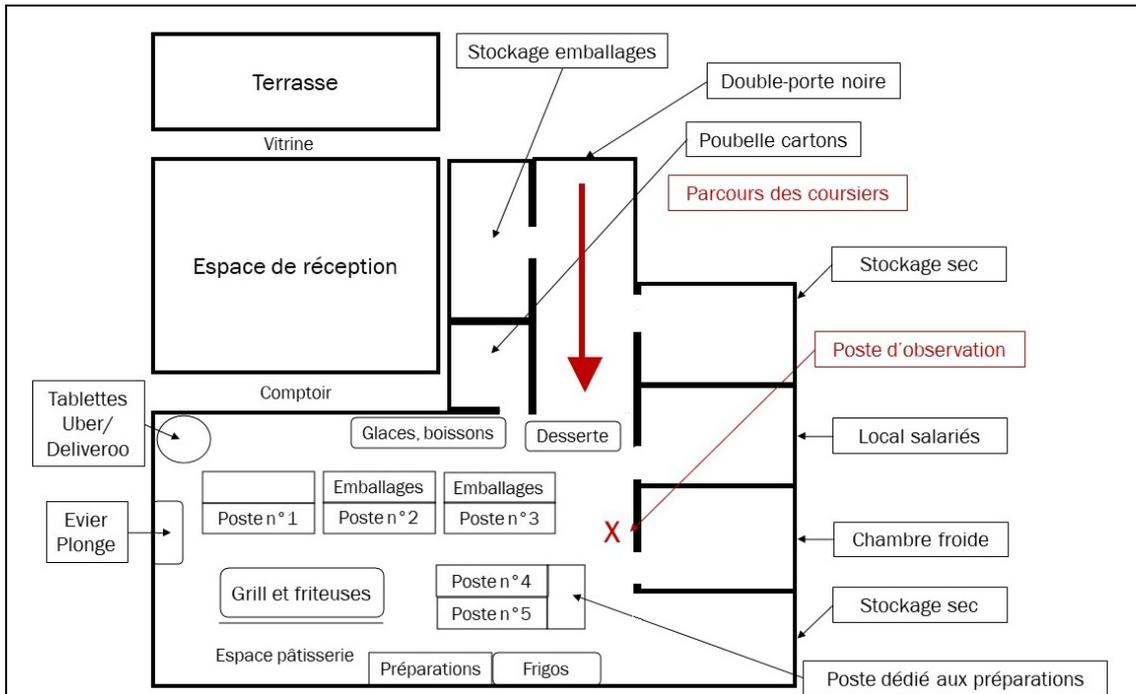 Stockage emballages
Terrasse
Double-porte noire
Vitrine
Poubelle cartons
Parcours des coursiers
Espace de réception
Stockage sec
Poste d'observation
Comptoir
Tablettes
Uber/
Deliveroo
Glaces, boissons
Desserte
Local salariés
Emballages
Emballages
Poste n°1
Poste n°2
Poste n°3
Evier
Plonge
X
Chambre froide
Grill et friteuses
Poste n°4
Poste n°5
Stockage sec
Espace pâtisserie
Préparations
Frigos
Poste dédié aux préparations